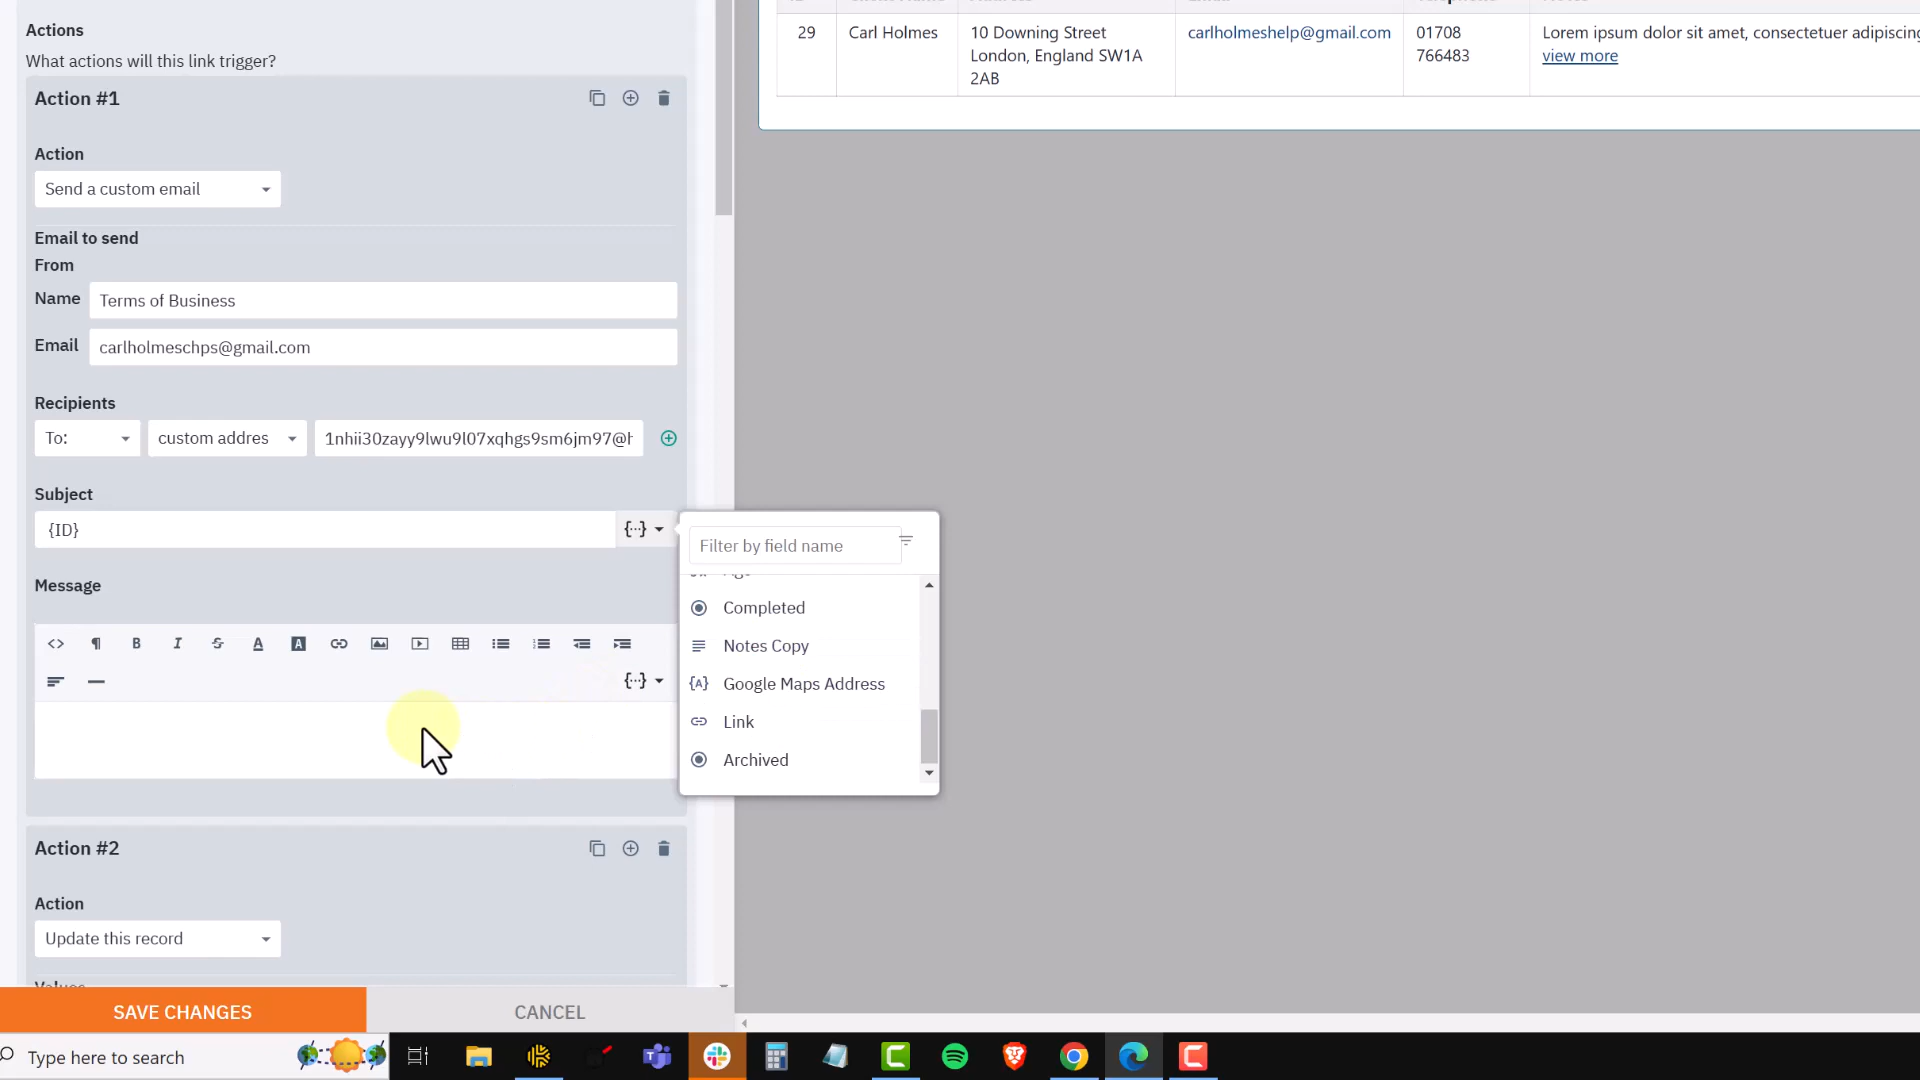 Actions
What actions will this link trigger?
Action #1
Action
Send a custom email
Email to send
From
Name Terms of Business
Email carlholmeschps@gmail.com
Recipients
To: custom addres 1nhii30zayy9lwu9l07xqhgs9sm6jm97@h
Subject
{ID}
Message
Action #2
Action
Update this record
Values
SAVE CHANGES CANCEL
Filter by field name
Completed
Notes Copy
Google Maps Address
Link
Archived
29 Carl Holmes 10 Downing Street carlholmeshelp@gmail.com 01708 Lorem ipsum dolor sit amet, consectetuer adipiscing
London, England SW1A 766483 view more
2AB
Type here to search